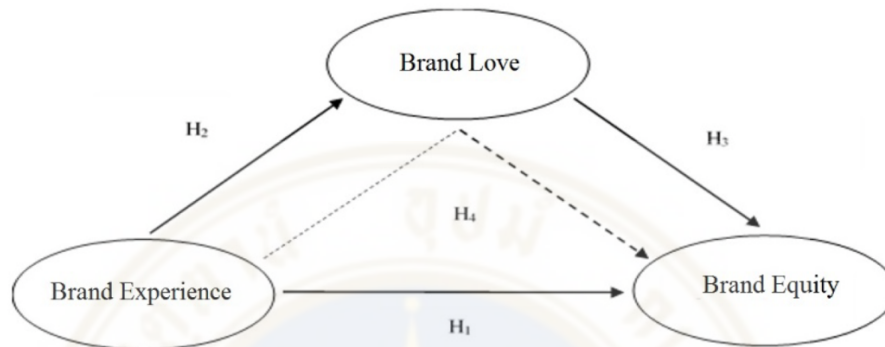 Brand Love
H₂
H₃
H₄
Brand Experience
Brand Equity
H₁